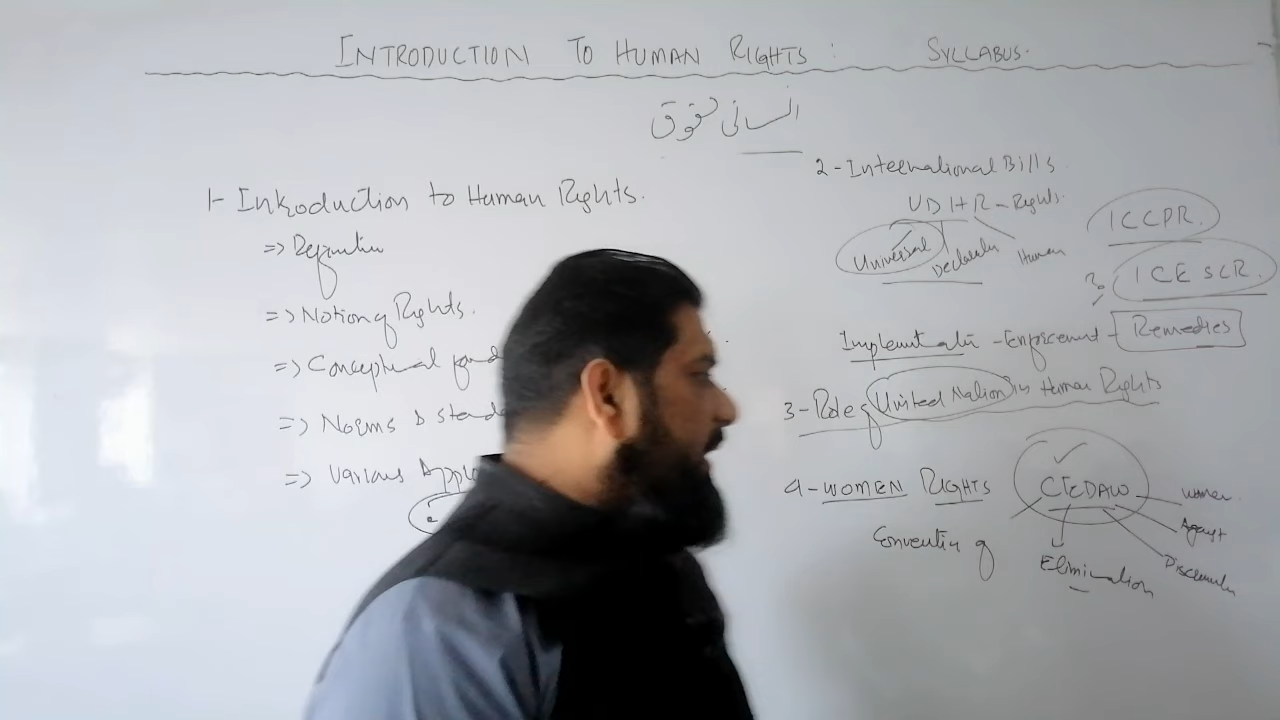 INTRODUCTION TO HUMAN RIGHTS : SYLLABUS.
انسانی حقوق
1- Introduction to Human Rights.
=> Definition
=> Notion of Rights.
=> Conceptual
=> Norms & stand
=> Various
2- International Bills
UDHR - Rights.
Universal Declaration Human
ICCPR.
ICESCR.
Implementation - Enforcement - Remedies
3- Role of United Nation in Human Rights
4- WOMEN RIGHTS CEDAW women
Against
Convention of Elimination